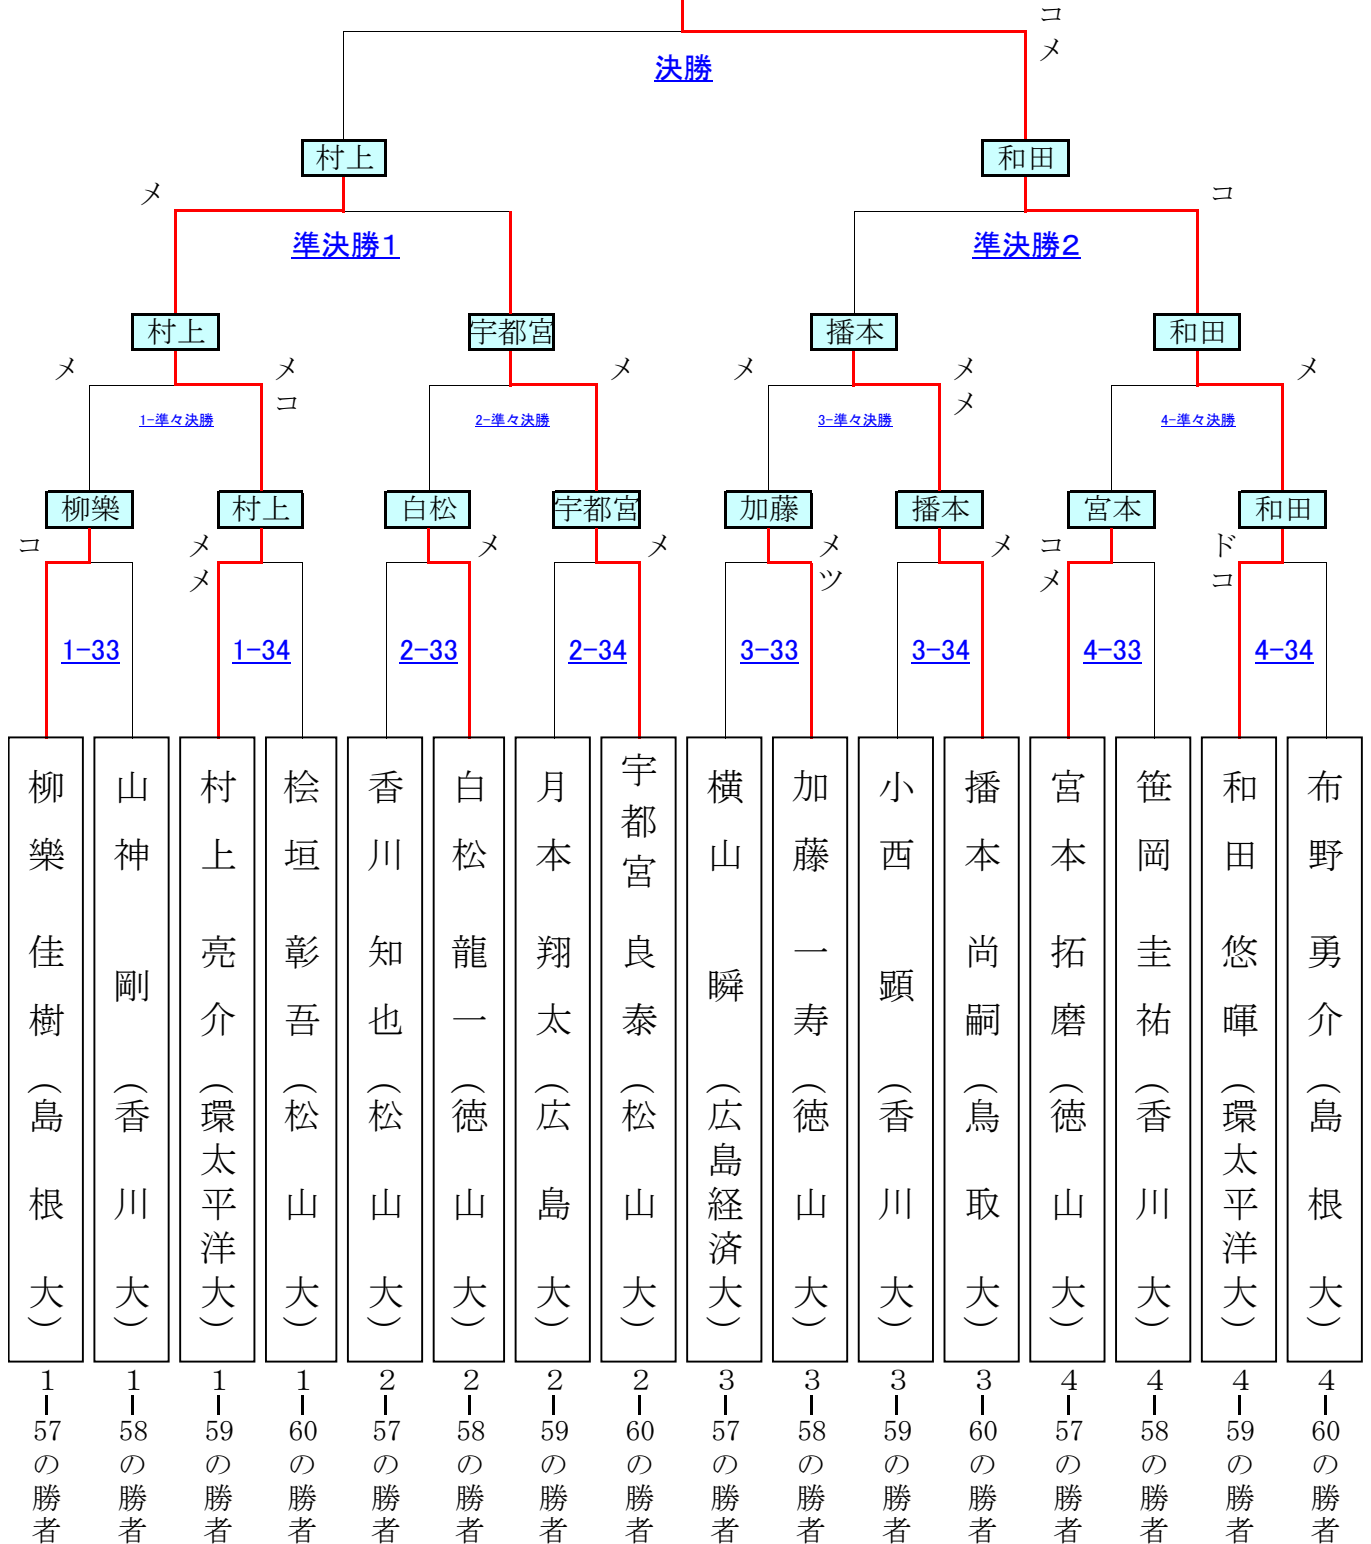 コ
メ
決勝
村上
和田
メ
コ
準決勝1
準決勝2
村上
宇都宮
播本
和田
メ
メ
コ
メ
メ
メ
メ
メ
1-準々決勝
2-準々決勝
3-準々決勝
4-準々決勝
柳樂
村上
白松
宇都宮
加藤
播本
宮本
和田
コ
メ
メ
メ
メ
メ
ツ
メ
コ
メ
ド
コ
1-33
1-34
2-33
2-34
3-33
3-34
4-33
4-34
柳樂 佳樹 (島根大)
山神 剛 (香川大)
村上 亮介 (環太平洋大)
桧垣 彰吾 (松山大)
香川 知也 (松山大)
白松 龍一 (徳山大)
月本 翔太 (広島大)
宇都宮 良泰 (松山大)
横山 瞬 (広島経済大)
加藤 一寿 (徳山大)
小西 顕 (香川大)
播本 尚嗣 (鳥取大)
宮本 拓磨 (徳山大)
笹岡 圭祐 (香川大)
和田 悠暉 (環太平洋大)
布野 勇介 (島根大)
1ー57の勝者
1ー58の勝者
1ー59の勝者
1ー60の勝者
2ー57の勝者
2ー58の勝者
2ー59の勝者
2ー60の勝者
3ー57の勝者
3ー58の勝者
3ー59の勝者
3ー60の勝者
4ー57の勝者
4ー58の勝者
4ー59の勝者
4ー60の勝者